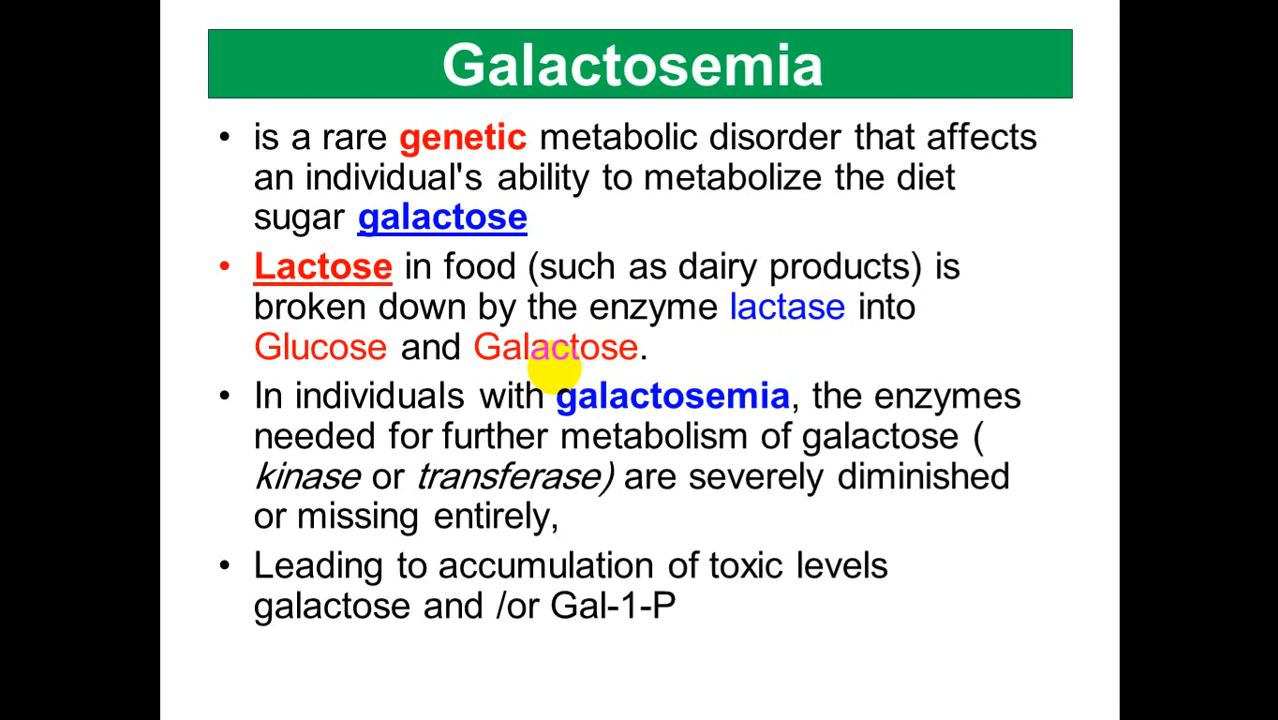 Galactosemia
• is a rare genetic metabolic disorder that affects
an individual's ability to metabolize the diet
sugar galactose
• Lactose in food (such as dairy products) is
broken down by the enzyme lactase into
Glucose and Galactose.
• In individuals with galactosemia, the enzymes
needed for further metabolism of galactose (
kinase or transferase) are severely diminished
or missing entirely,
• Leading to accumulation of toxic levels
galactose and /or Gal-1-P